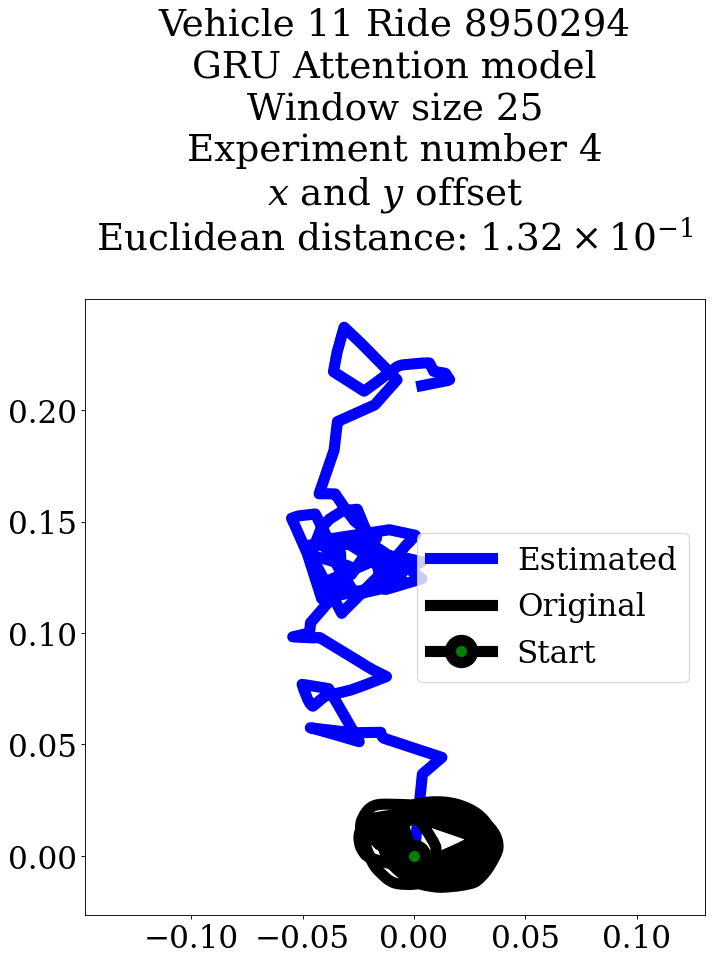 Vehicle 11 Ride 8950294
GRU Attention model
Window size 25
Experiment number 4
x and y offset
Euclidean distance: 1.32 × 10⁻¹
0.20
0.15
0.10
0.05
0.00
Estimated
Original
Start
−0.10 −0.05 0.00 0.05 0.10